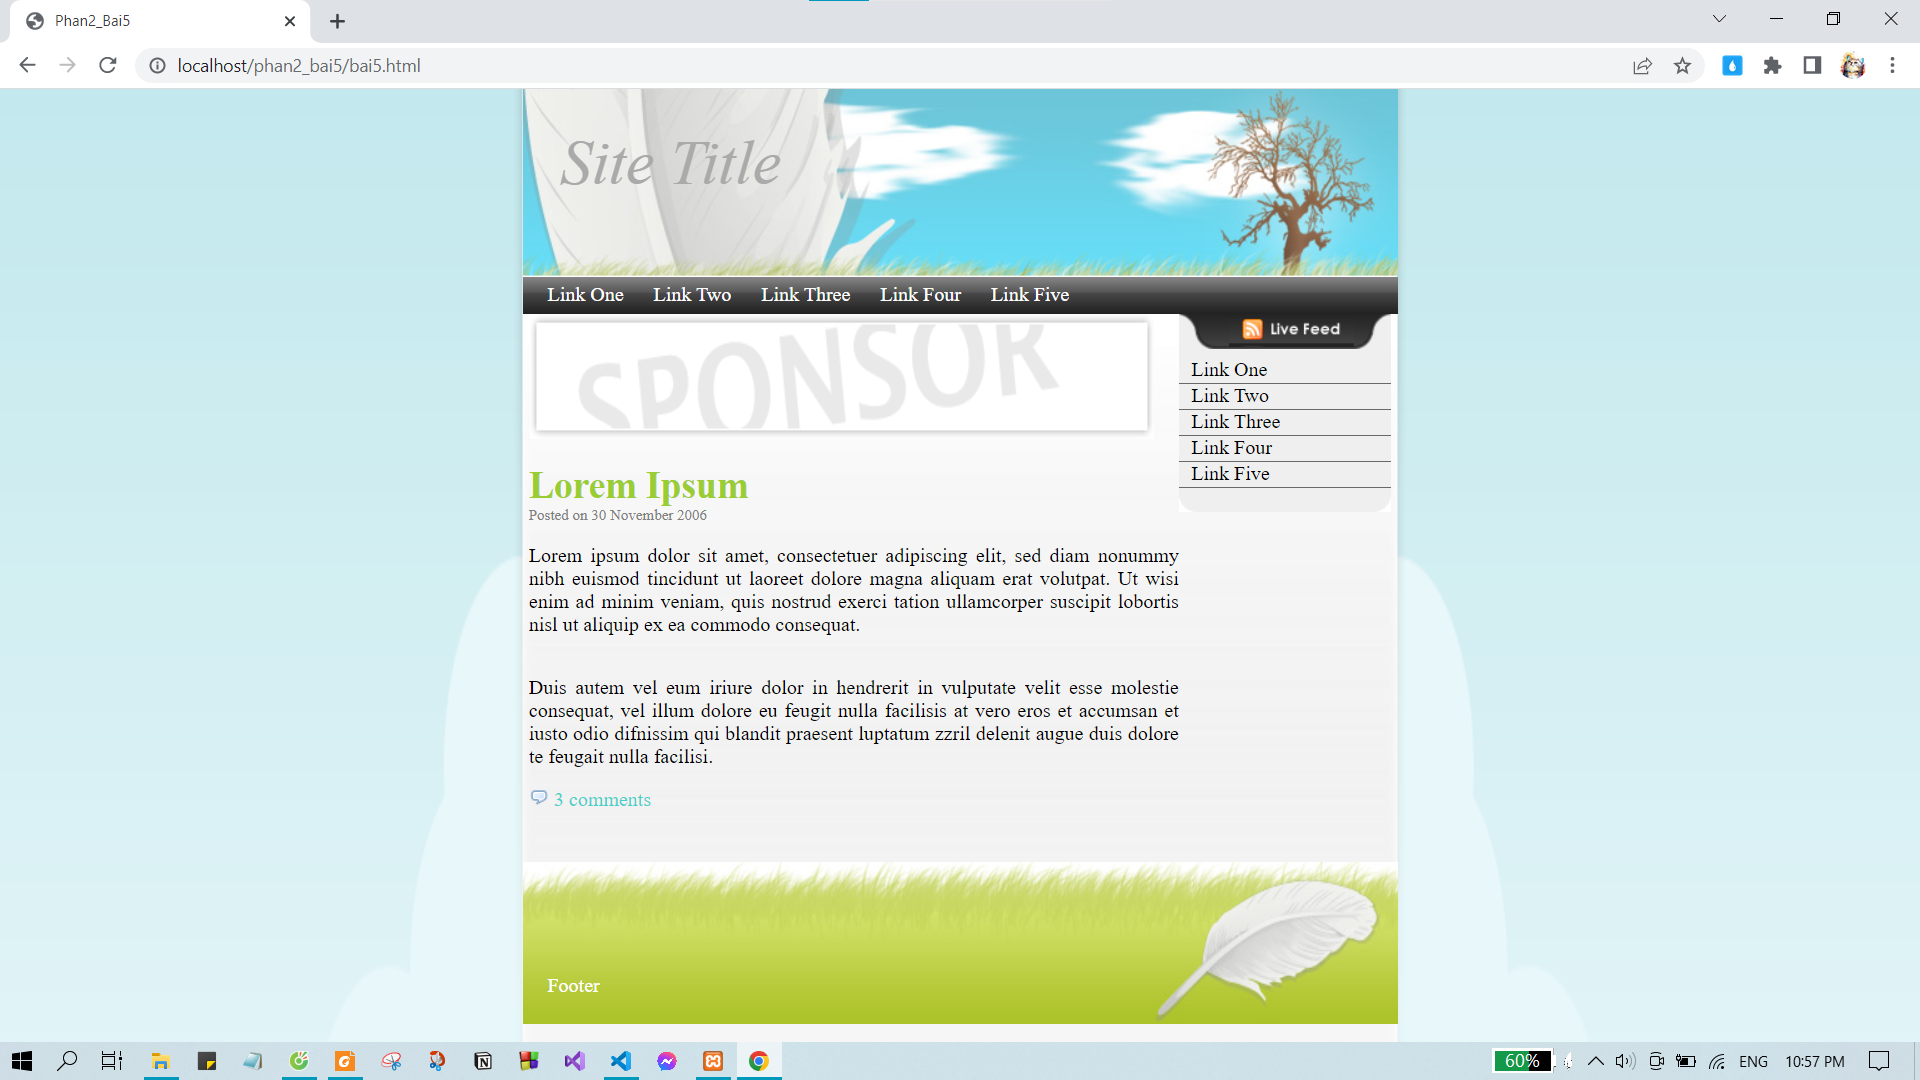 Phan2_Bai5
localhost/phan2_bai5/bai5.html
Site Title
Link One Link Two Link Three Link Four Link Five
SPONSOR
Live Feed
Link One
Link Two
Link Three
Link Four
Link Five
Lorem Ipsum
Posted on 30 November 2006
Lorem ipsum dolor sit amet, consectetuer adipiscing elit, sed diam nonummy
nibh euismod tincidunt ut laoreet dolore magna aliquam erat volutpat. Ut wisi
enim ad minim veniam, quis nostrud exerci tation ullamcorper suscipit lobortis
nisl ut aliquip ex ea commodo consequat.
Duis autem vel eum iriure dolor in hendrerit in vulputate velit esse molestie
consequat, vel illum dolore eu feugit nulla facilisis at vero eros et accumsan et
iusto odio difnissim qui blandit praesent luptatum zzril delenit augue duis dolore
te feugait nulla facilisi.
3 comments
Footer
60% ENG 10:57 PM